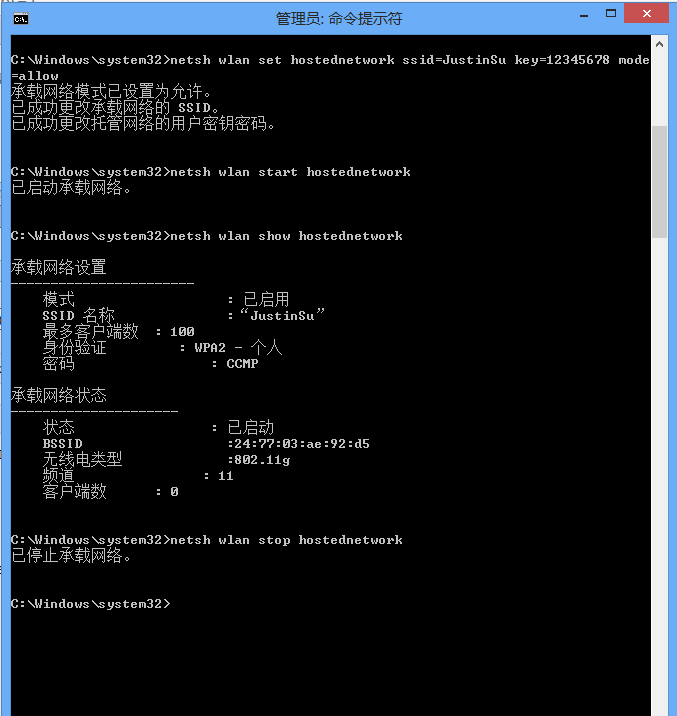 管理员: 命令提示符
C:\Windows\system32>netsh wlan set hostednetwork ssid=JustinSu key=12345678 mode
=allow
承载网络模式已设置为允许。
已成功更改承载网络的 SSID。
已成功更改托管网络的用户密钥密码。
C:\Windows\system32>netsh wlan start hostednetwork
已启动承载网络。
C:\Windows\system32>netsh wlan show hostednetwork
承载网络设置
-----------------------
模式 : 已启用
SSID 名称 :“JustinSu”
最多客户端数 : 100
身份验证 : WPA2 - 个人
密码 : CCMP
承载网络状态
---------------------
状态 : 已启动
BSSID :24:77:03:ae:92:d5
无线电类型 :802.11g
频道 : 11
客户端数 : 0
C:\Windows\system32>netsh wlan stop hostednetwork
已停止承载网络。
C:\Windows\system32>